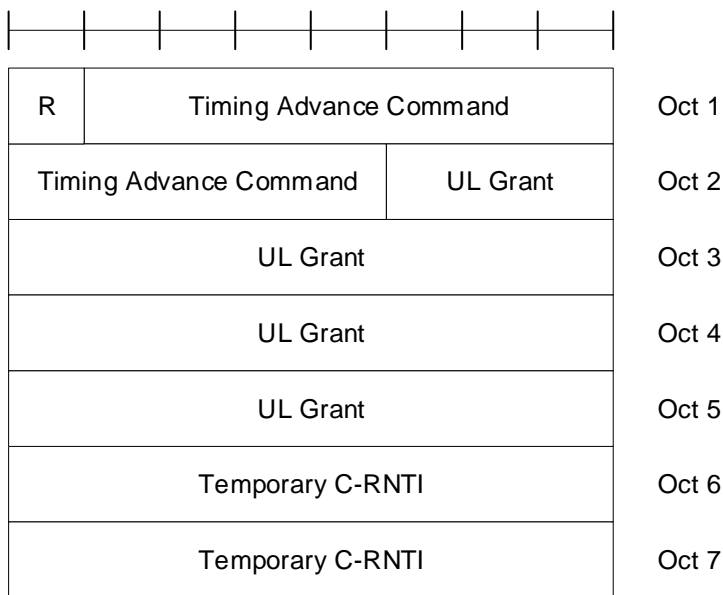 R Timing Advance Command Oct 1
Timing Advance Command UL Grant Oct 2
UL Grant Oct 3
UL Grant Oct 4
UL Grant Oct 5
Temporary C-RNTI Oct 6
Temporary C-RNTI Oct 7